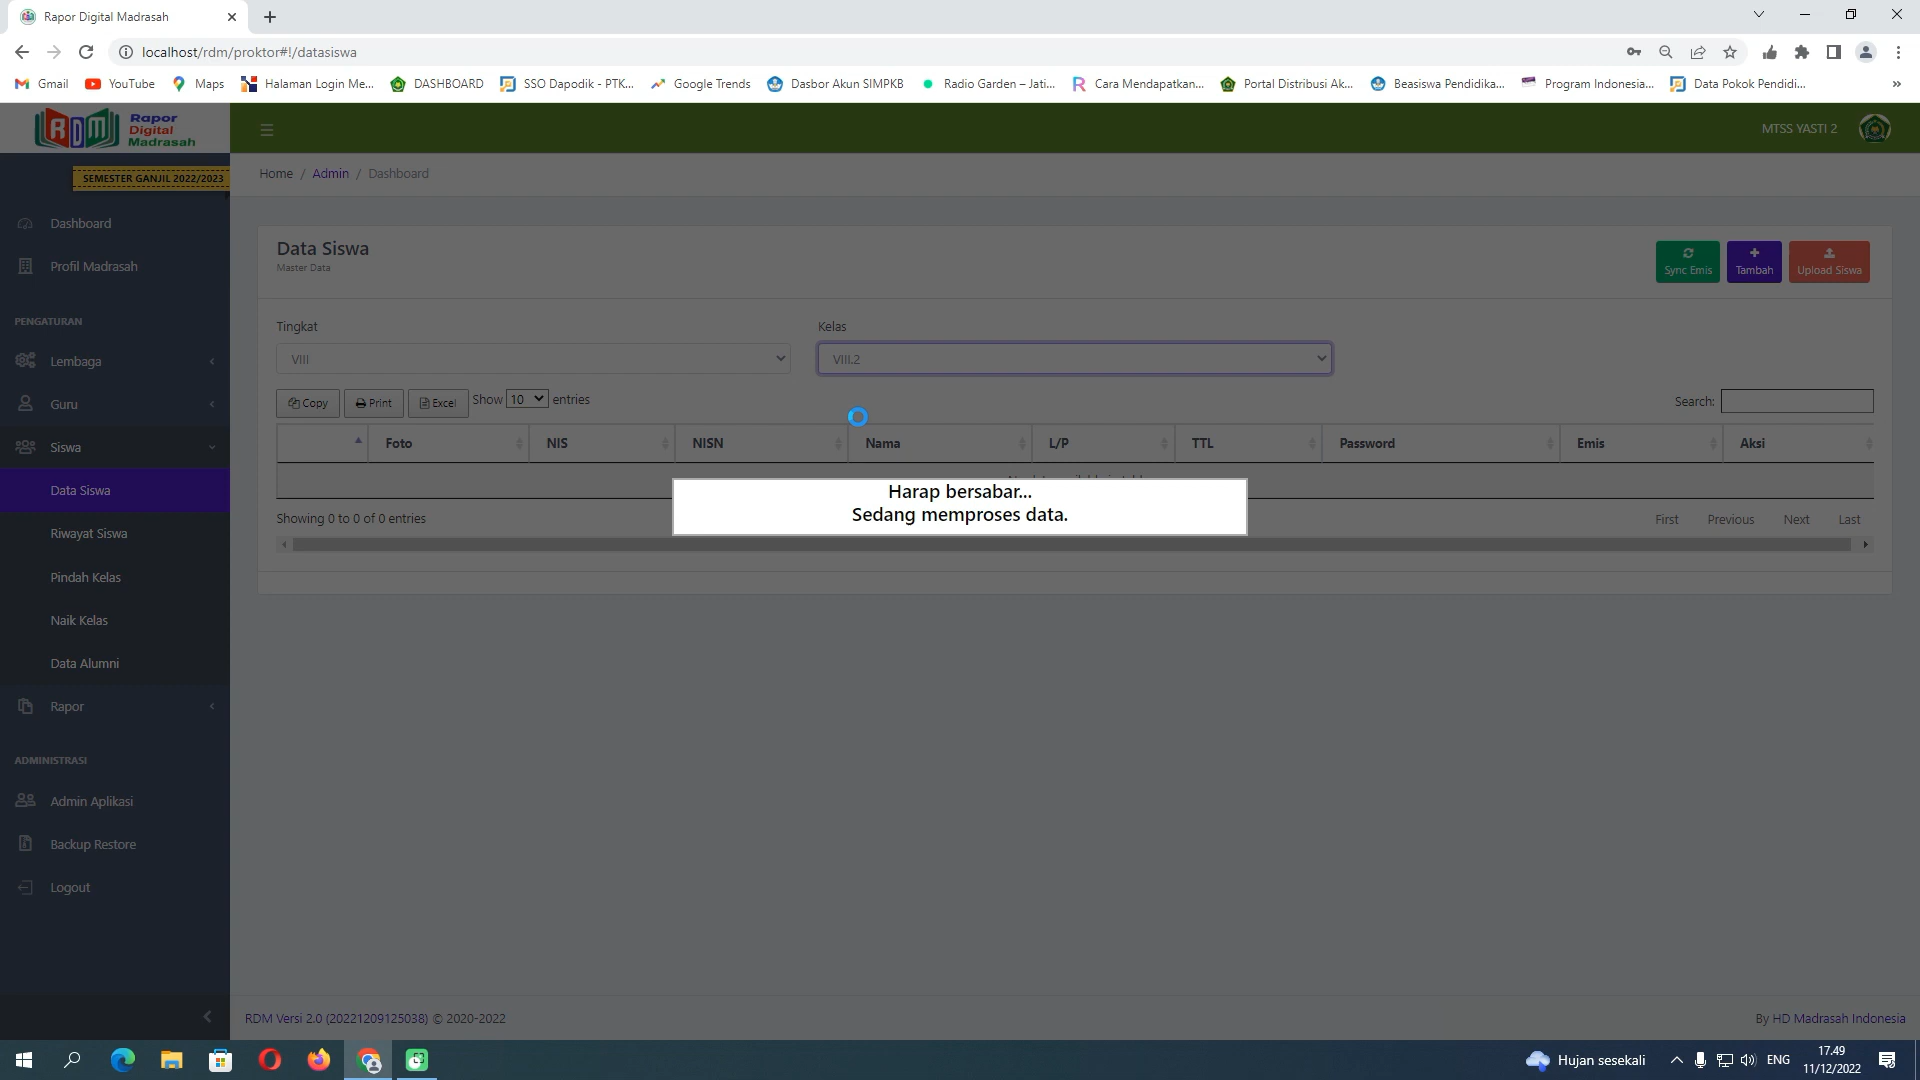 Rapor Digital Madrasah
localhost/rdm/proktor#!/datasiswa
Gmail
YouTube
Maps
Halaman Login Me...
DASHBOARD
SSO Dapodik - PTK...
Google Trends
Dasbor Akun SIMPKB
Radio Garden – Jati...
Cara Mendapatkan...
Portal Distribusi Ak...
Beasiswa Pendidika...
Program Indonesia...
Data Pokok Pendidi...
»
RDM
Rapor
Digital
Madrasah
MTSS YASTI 2
SEMESTER GANJIL 2022/2023
Home / Admin / Dashboard
Dashboard
Profil Madrasah
PENGATURAN
Lembaga
Guru
Siswa
Data Siswa
Riwayat Siswa
Pindah Kelas
Naik Kelas
Data Alumni
Rapor
ADMINISTRASI
Admin Aplikasi
Backup Restore
Logout
Data Siswa
Master Data
Sync Emis
Tambah
Upload Siswa
Tingkat
Kelas
VIII
VIII.2
Copy
Print
Excel
Show 10 entries
Search:
Foto
NIS
NISN
Nama
L/P
TTL
Password
Emis
Aksi
Harap bersabar...
Sedang memproses data.
Showing 0 to 0 of 0 entries
First
Previous
Next
Last
RDM Versi 2.0 (20221209125038) © 2020-2022
By HD Madrasah Indonesia
Hujan sesekali
ENG
17.49
11/12/2022